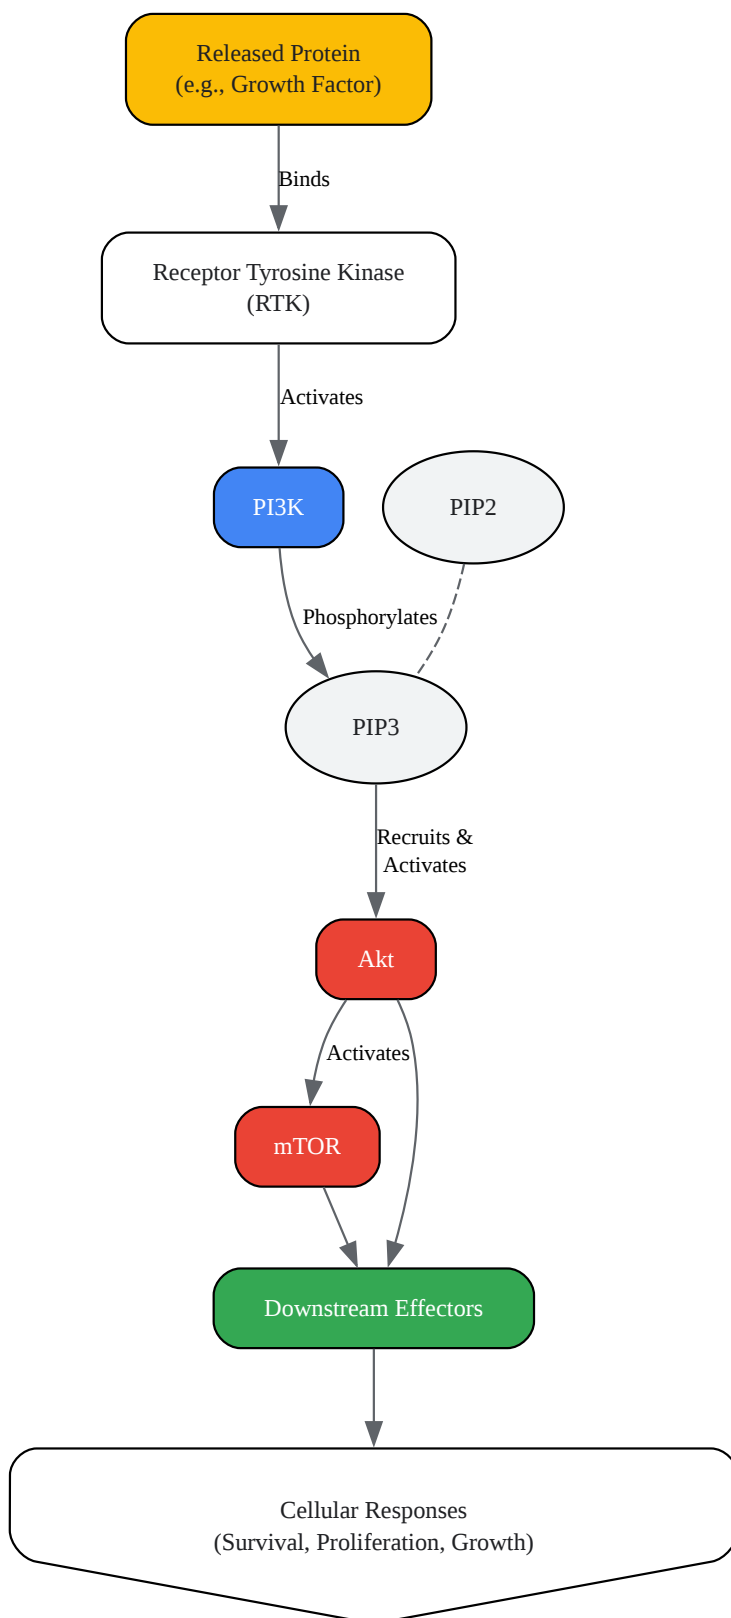 Released Protein
(e.g., Growth Factor)
Binds
Receptor Tyrosine Kinase
(RTK)
Activates
PI3K
PIP2
Phosphorylates
PIP3
Recruits &
Activates
Akt
Activates
mTOR
Downstream Effectors
Cellular Responses
(Survival, Proliferation, Growth)